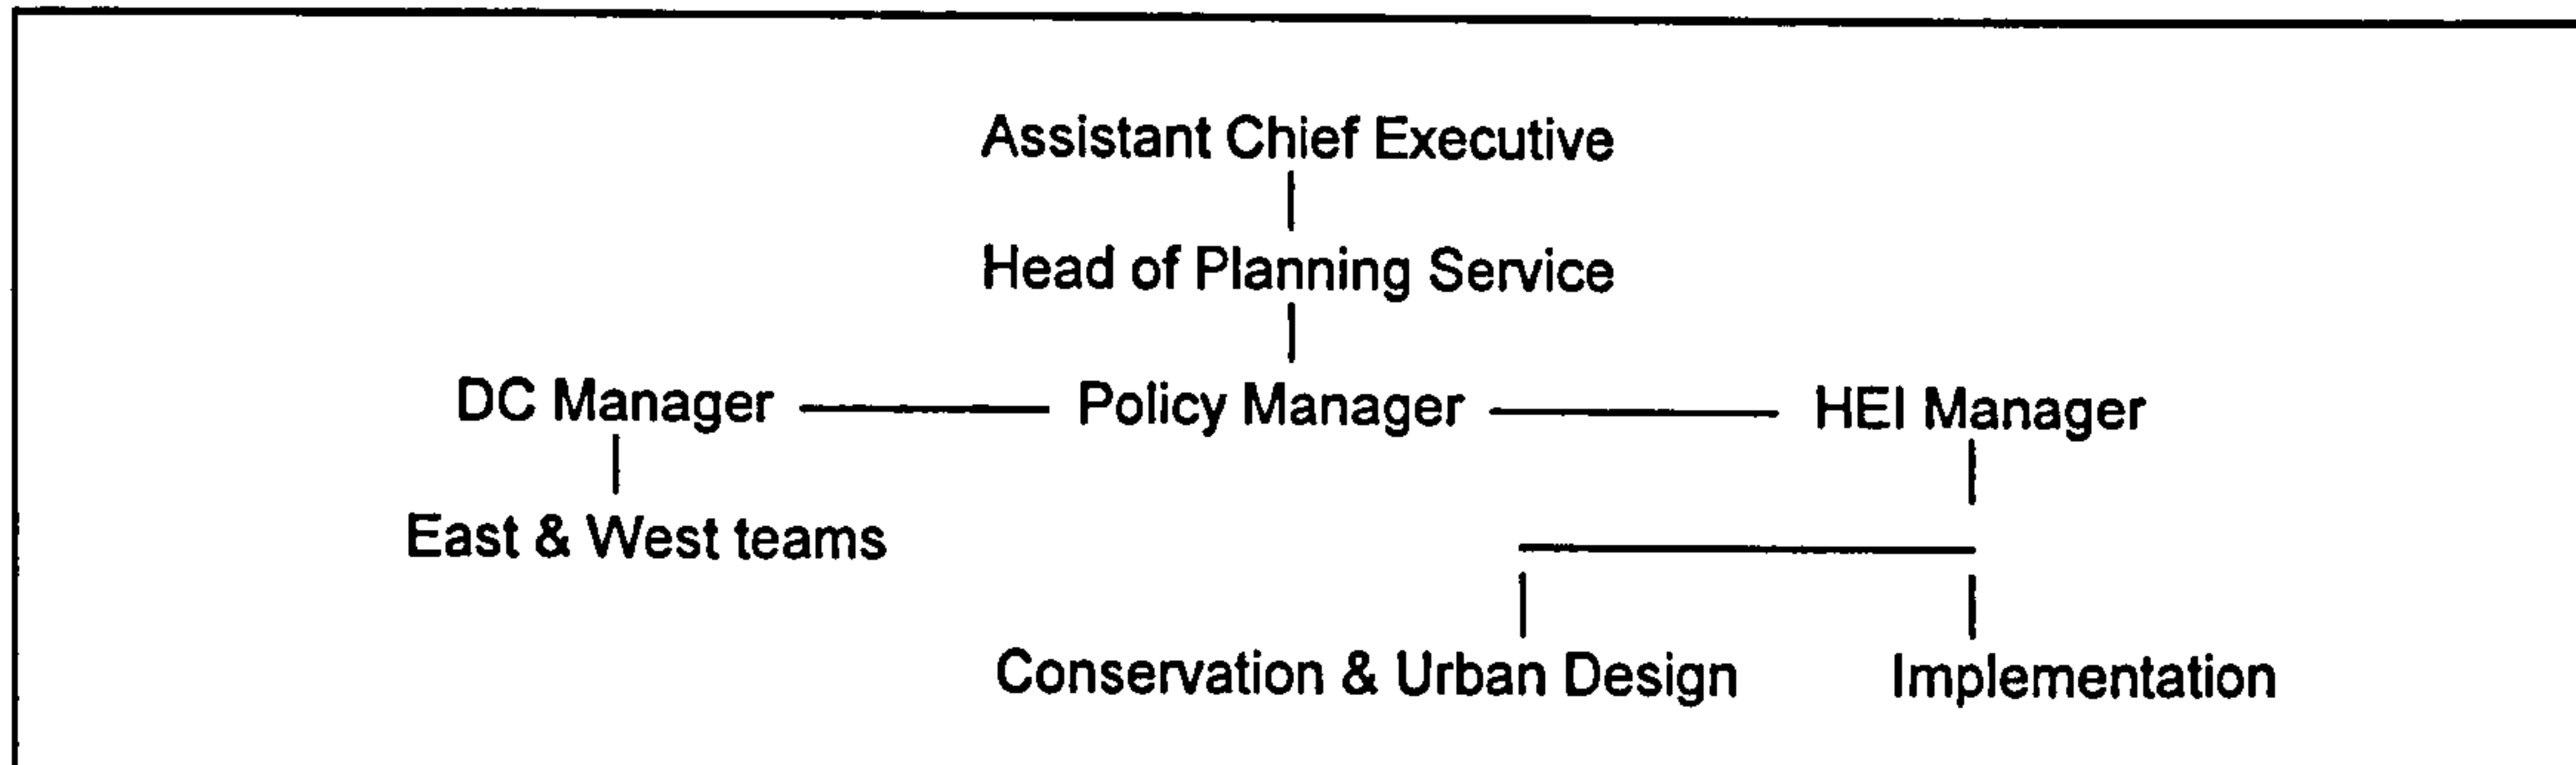 Assistant Chief Executive
Head of Planning Service
DC Manager Policy Manager HEI Manager
East & West teams
Conservation & Urban Design Implementation